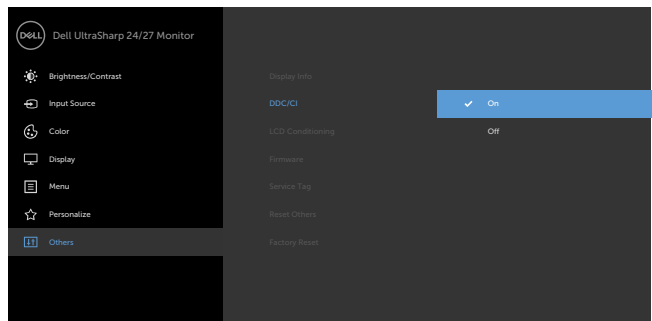 DELL Dell UltraSharp 24/27 Monitor
Brightness/Contrast
Display Info
Input Source
DDC/CI
On
Color
LCD Conditioning
Off
Display
Firmware
Menu
Service Tag
Personalize
Reset Others
Others
Factory Reset